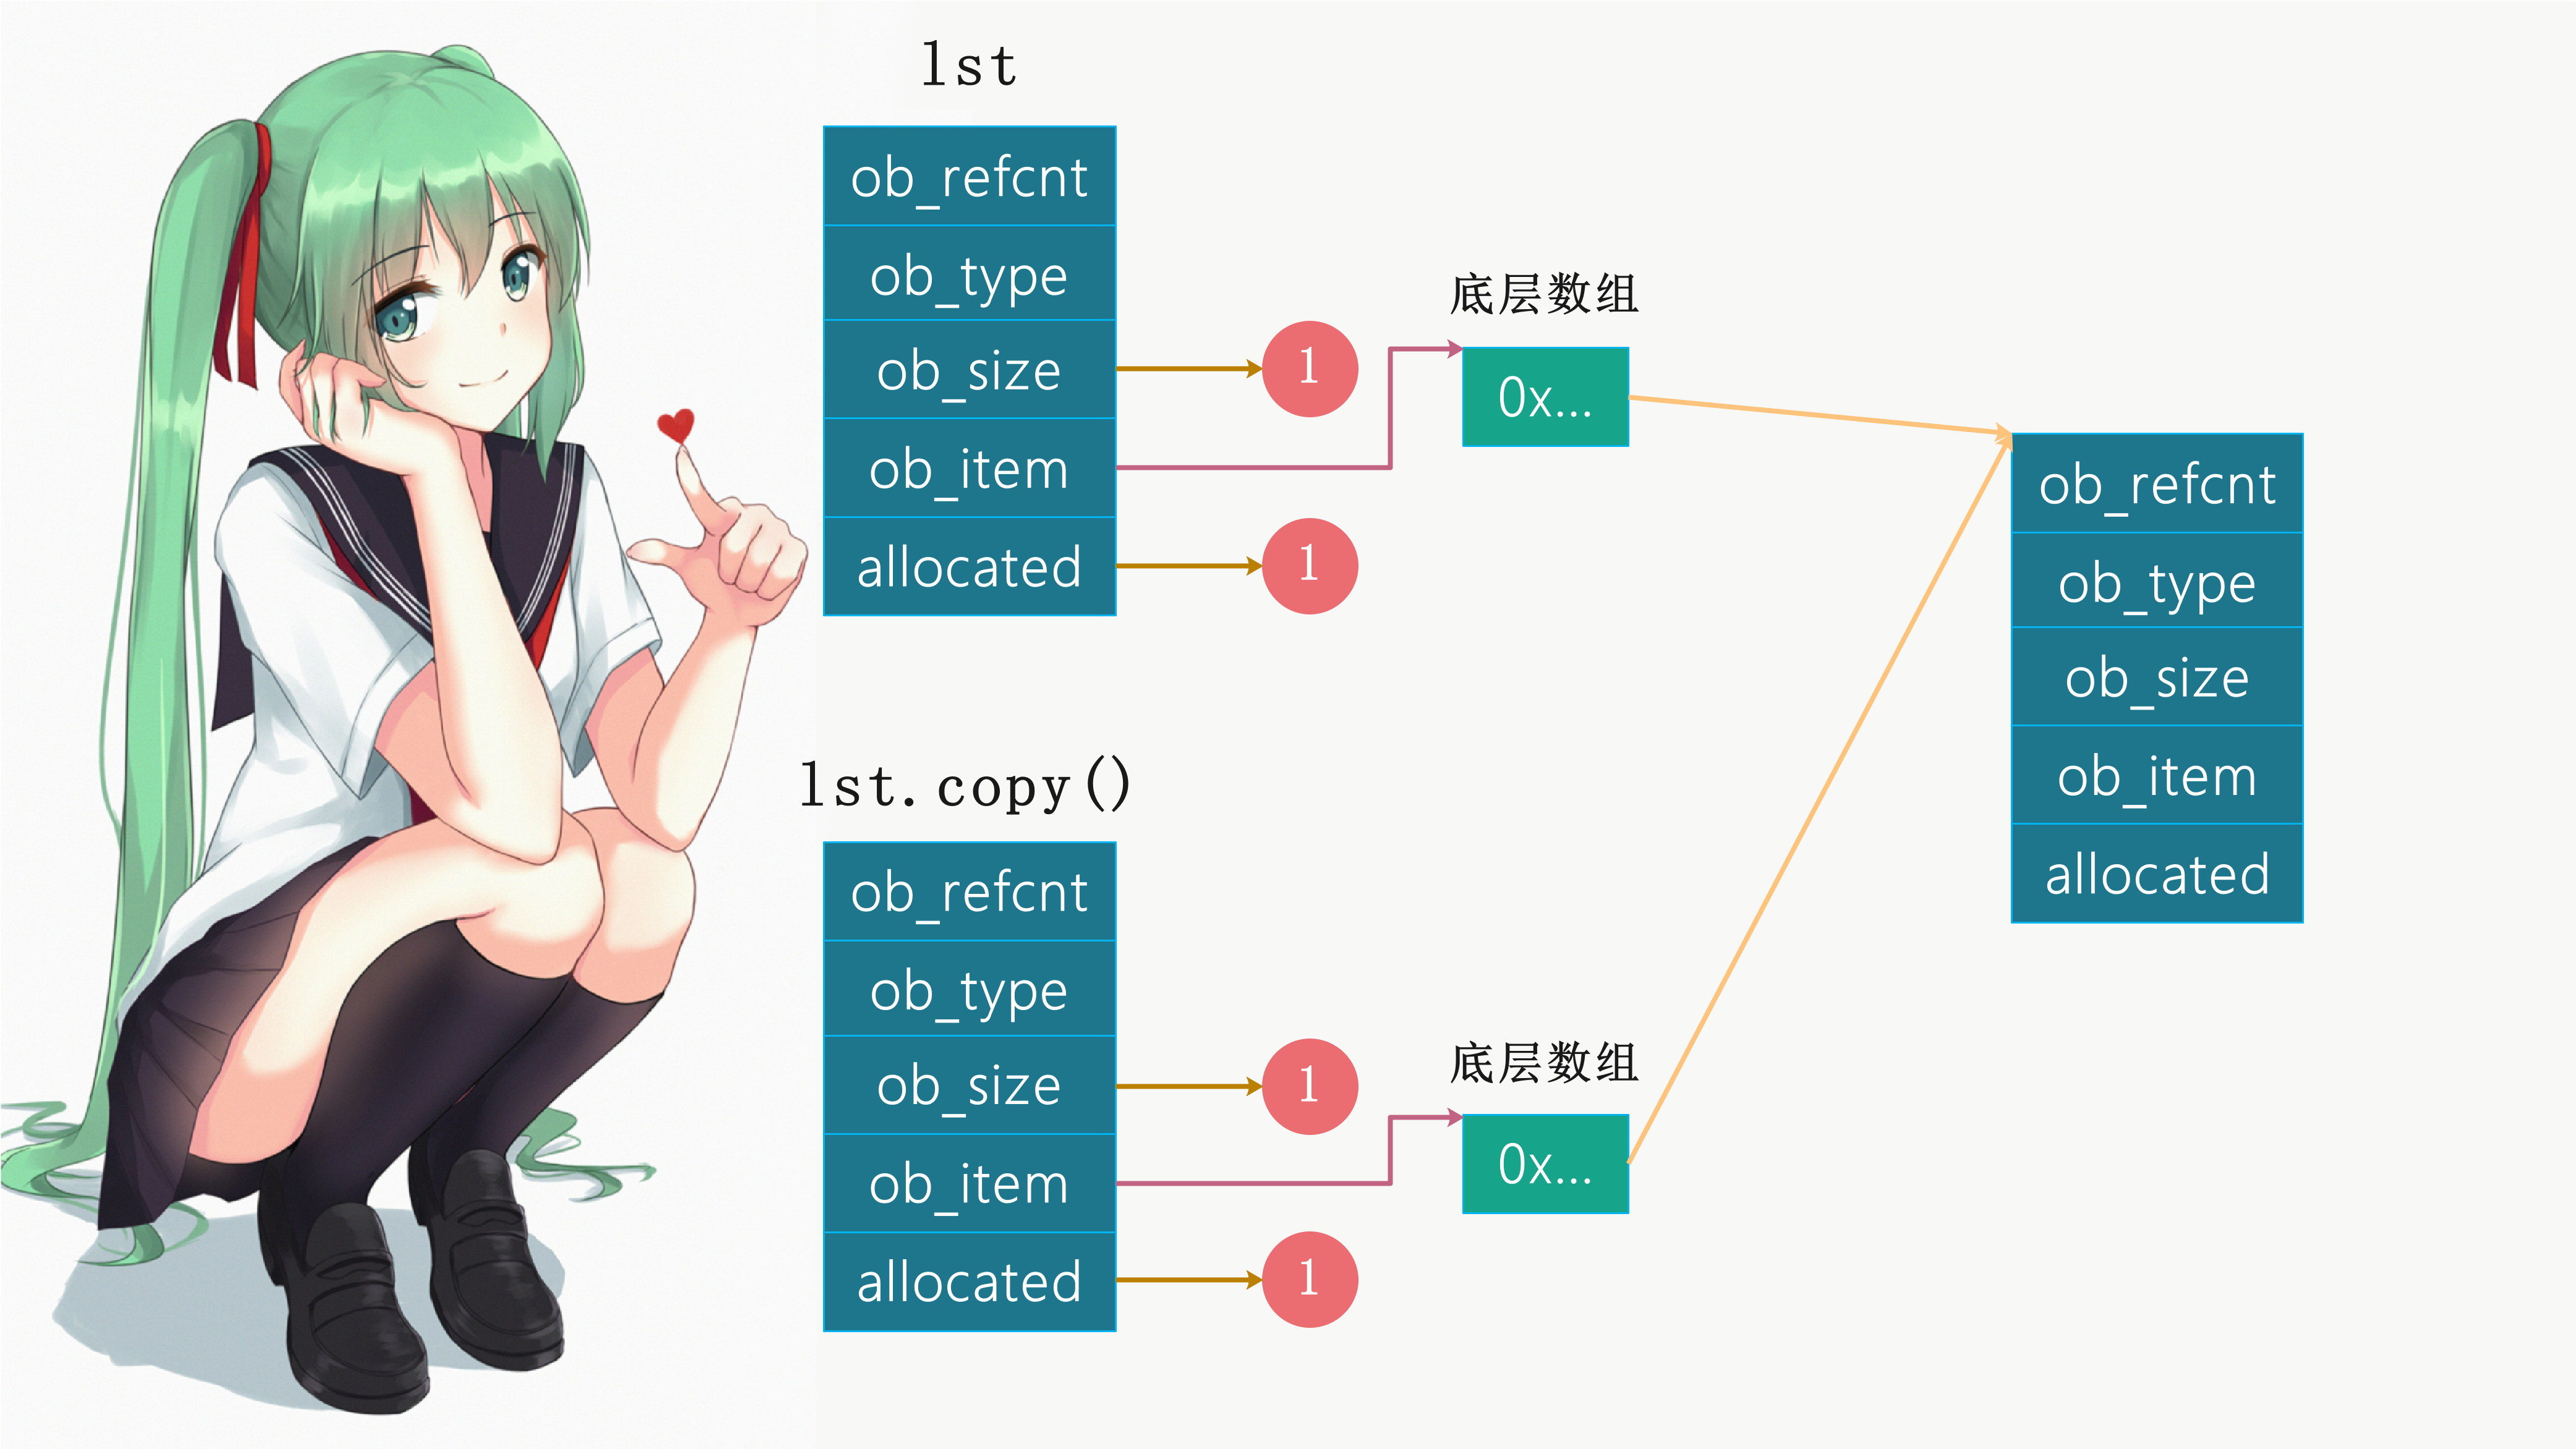 lst
ob_refcnt
ob_type
ob_size
1
ob_item
allocated
1
底层数组
0x...
ob_refcnt
ob_type
ob_size
ob_item
allocated
lst.copy()
ob_refcnt
ob_type
ob_size
1
ob_item
allocated
1
底层数组
0x...